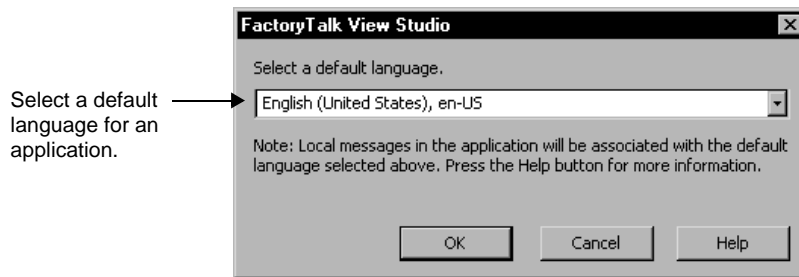 FactoryTalk View Studio
Select a default language.
Select a default
language for an
application.
English (United States), en-US
Note: Local messages in the application will be associated with the default
language selected above. Press the Help button for more information.
OK
Cancel
Help